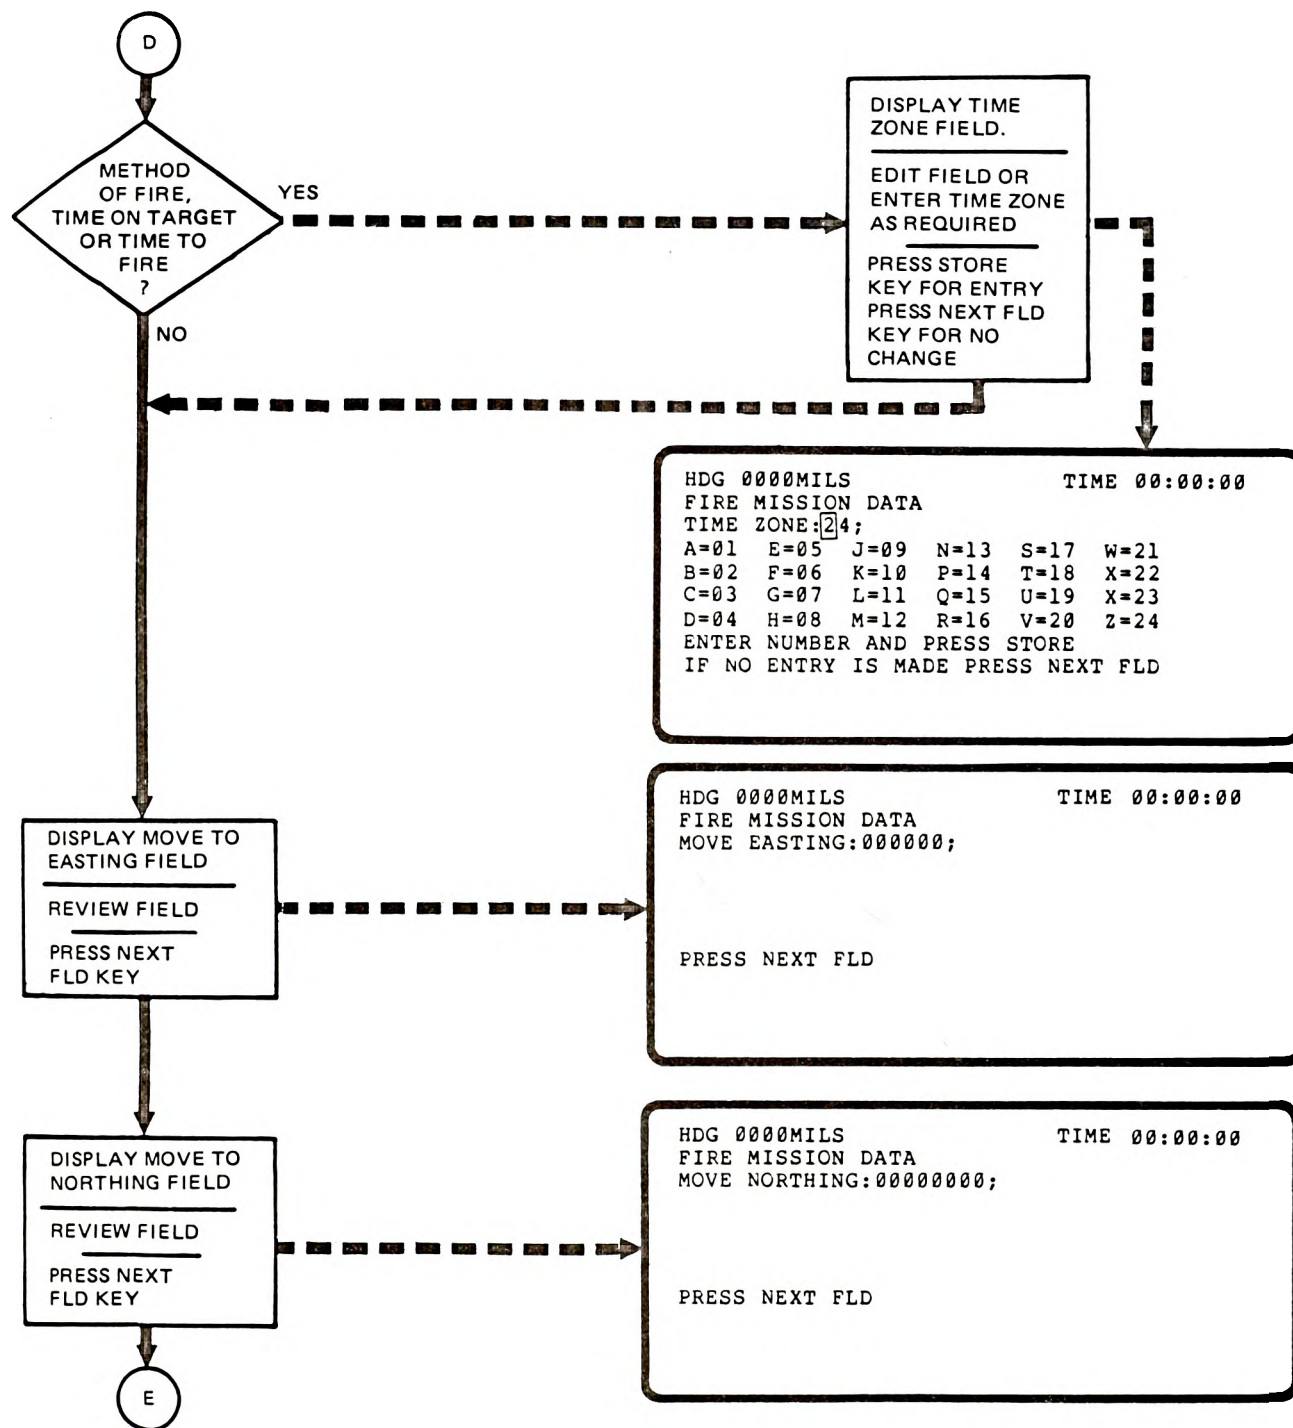 D
METHOD
OF FIRE,
TIME ON TARGET
OR TIME TO
FIRE
?
YES
NO
DISPLAY TIME
ZONE FIELD.
EDIT FIELD OR
ENTER TIME ZONE
AS REQUIRED
PRESS STORE
KEY FOR ENTRY
PRESS NEXT FLD
KEY FOR NO
CHANGE
HDG 0000MILS TIME 00:00:00
FIRE MISSION DATA
TIME ZONE:24;
A=01 E=05 J=09 N=13 S=17 W=21
B=02 F=06 K=10 P=14 T=18 X=22
C=03 G=07 L=11 Q=15 U=19 X=23
D=04 H=08 M=12 R=16 V=20 Z=24
ENTER NUMBER AND PRESS STORE
IF NO ENTRY IS MADE PRESS NEXT FLD
DISPLAY MOVE TO
EASTING FIELD
REVIEW FIELD
PRESS NEXT
FLD KEY
HDG 0000MILS TIME 00:00:00
FIRE MISSION DATA
MOVE EASTING:000000;
PRESS NEXT FLD
DISPLAY MOVE TO
NORTHING FIELD
REVIEW FIELD
PRESS NEXT
FLD KEY
HDG 0000MILS TIME 00:00:00
FIRE MISSION DATA
MOVE NORTHING:00000000;
PRESS NEXT FLD
E